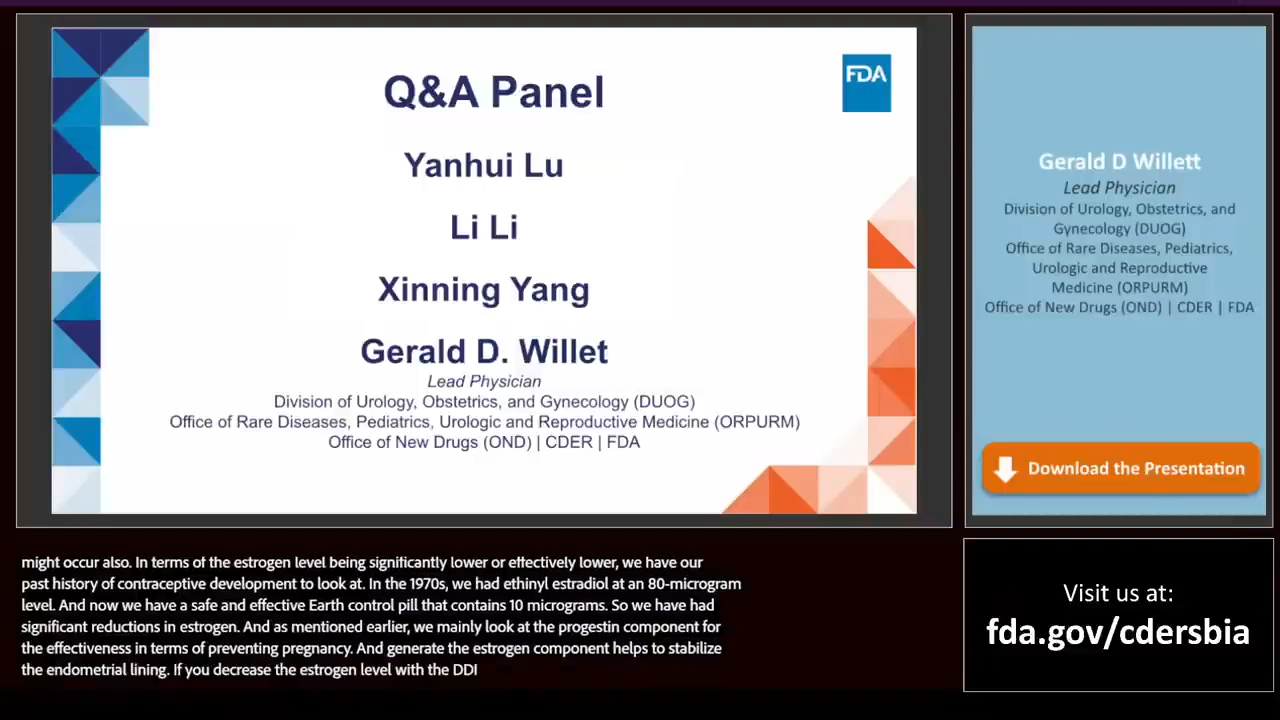 Q&A Panel
FDA
Yanhui Lu
Li Li
Xinning Yang
Gerald D. Willet
Lead Physician
Division of Urology, Obstetrics, and Gynecology (DUOG)
Office of Rare Diseases, Pediatrics, Urologic and Reproductive Medicine (ORPURM)
Office of New Drugs (OND) | CDER | FDA
Gerald D Willett
Lead Physician
Division of Urology, Obstetrics, and
Gynecology (DUOG)
Office of Rare Diseases, Pediatrics,
Urologic and Reproductive
Medicine (ORPURM)
Office of New Drugs (OND) | CDER | FDA
Download the Presentation
might occur also. In terms of the estrogen level being significantly lower or effectively lower, we have our
past history of contraceptive development to look at. In the 1970s, we had ethinyl estradiol at an 80-microgram
level. And now we have a safe and effective Earth control pill that contains 10 micrograms. So we have had
significant reductions in estrogen. And as mentioned earlier, we mainly look at the progestin component for
the effectiveness in terms of preventing pregnancy. And generate the estrogen component helps to stabilize
the endometrial lining. If you decrease the estrogen level with the DDI
Visit us at:
fda.gov/cdersbia